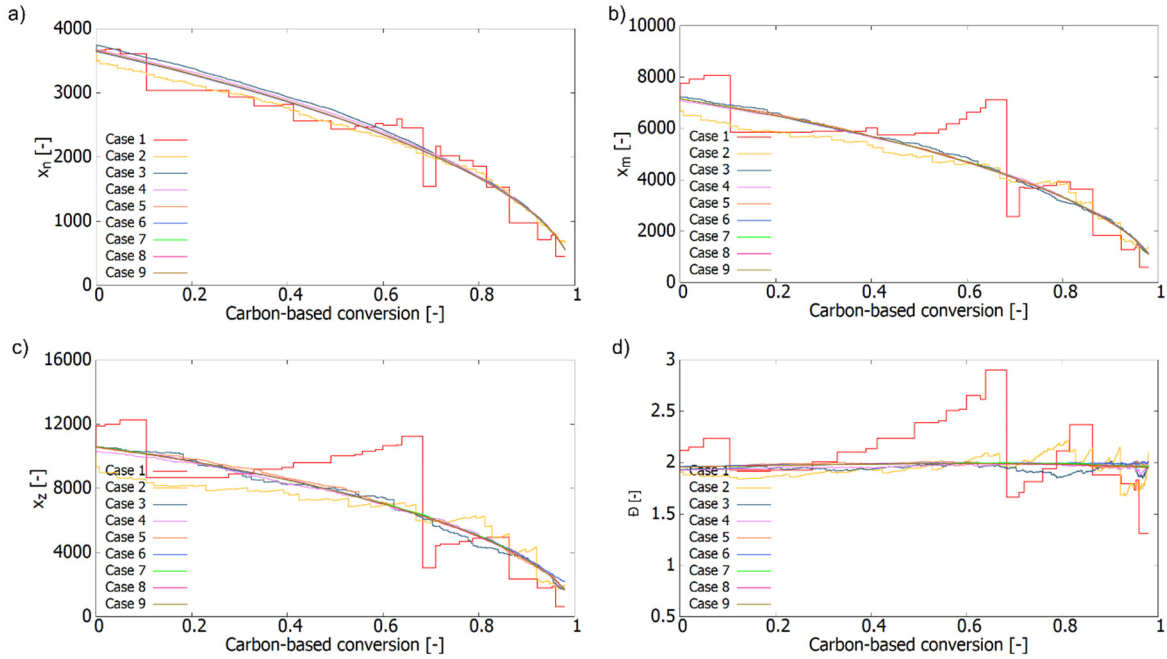 a)
4000
3000
2000
1000
0
xn [-]
Case 1
Case 2
Case 3
Case 4
Case 5
Case 6
Case 7
Case 8
Case 9
0 0.2 0.4 0.6 0.8 1
Carbon-based conversion [-]
b)
10000
8000
6000
4000
2000
0
xm [-]
Case 1
Case 2
Case 3
Case 4
Case 5
Case 6
Case 7
Case 8
Case 9
0 0.2 0.4 0.6 0.8 1
Carbon-based conversion [-]
c)
16000
12000
8000
4000
0
xz [-]
Case 1
Case 2
Case 3
Case 4
Case 5
Case 6
Case 7
Case 8
Case 9
0 0.2 0.4 0.6 0.8 1
Carbon-based conversion [-]
d)
3
2.5
2
1.5
1
0.5
Đ [-]
Case 1
Case 2
Case 3
Case 4
Case 5
Case 6
Case 7
Case 8
Case 9
0 0.2 0.4 0.6 0.8 1
Carbon-based conversion [-]